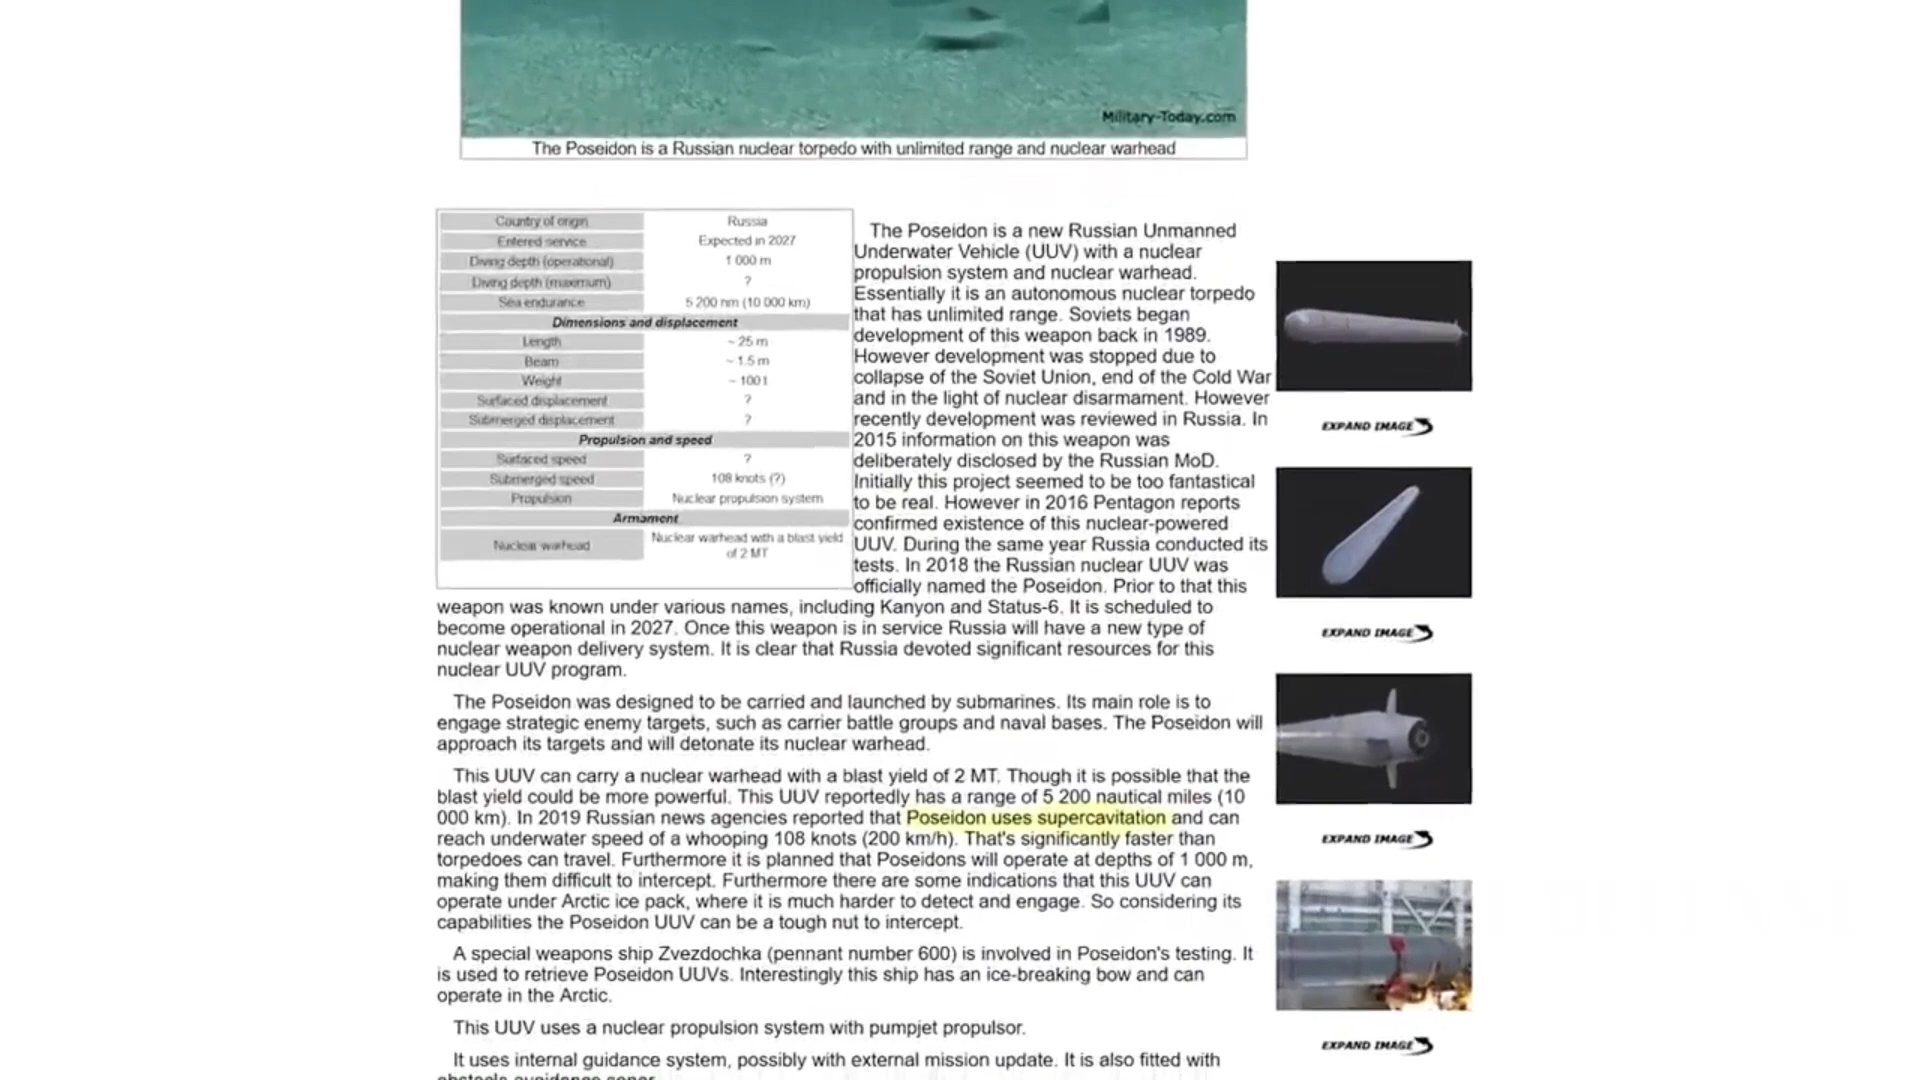 Military-Today.com
The Poseidon is a Russian nuclear torpedo with unlimited range and nuclear warhead
Country of origin Russia
Entered service Expected in 2027
Diving depth (operational) 1 000 m
Diving depth (maximum) ?
Sea endurance 5 200 nm (10 000 km)
Dimensions and displacement
Length ~ 25 m
Beam ~ 1.5 m
Weight ~ 100 t
Surfaced displacement ?
Submerged displacement ?
Propulsion and speed
Surfaced speed ?
Submerged speed 108 knots (?)
Propulsion Nuclear propulsion system
Armament
Nuclear warhead Nuclear warhead with a blast yield
of 2 MT
The Poseidon is a new Russian Unmanned
Underwater Vehicle (UUV) with a nuclear
propulsion system and nuclear warhead.
Essentially it is an autonomous nuclear torpedo
that has unlimited range. Soviets began
development of this weapon back in 1989.
However development was stopped due to
collapse of the Soviet Union, end of the Cold War
and in the light of nuclear disarmament. However
recently development was reviewed in Russia. In
2015 information on this weapon was
deliberately disclosed by the Russian MoD.
Initially this project seemed to be too fantastical
to be real. However in 2016 Pentagon reports
confirmed existence of this nuclear-powered
UUV. During the same year Russia conducted its
tests. In 2018 the Russian nuclear UUV was
officially named the Poseidon. Prior to that this
weapon was known under various names, including Kanyon and Status-6. It is scheduled to
become operational in 2027. Once this weapon is in service Russia will have a new type of
nuclear weapon delivery system. It is clear that Russia devoted significant resources for this
nuclear UUV program.
The Poseidon was designed to be carried and launched by submarines. Its main role is to
engage strategic enemy targets, such as carrier battle groups and naval bases. The Poseidon will
approach its targets and will detonate its nuclear warhead.
This UUV can carry a nuclear warhead with a blast yield of 2 MT. Though it is possible that the
blast yield could be more powerful. This UUV reportedly has a range of 5 200 nautical miles (10
000 km). In 2019 Russian news agencies reported that Poseidon uses supercavitation and can
reach underwater speed of a whooping 108 knots (200 km/h). That's significantly faster than
torpedoes can travel. Furthermore it is planned that Poseidons will operate at depths of 1 000 m,
making them difficult to intercept. Furthermore there are some indications that this UUV can
operate under Arctic ice pack, where it is much harder to detect and engage. So considering its
capabilities the Poseidon UUV can be a tough nut to intercept.
A special weapons ship Zvezdochka (pennant number 600) is involved in Poseidon's testing. It
is used to retrieve Poseidon UUVs. Interestingly this ship has an ice-breaking bow and can
operate in the Arctic.
This UUV uses a nuclear propulsion system with pumpjet propulsor.
It uses internal guidance system, possibly with external mission update. It is also fitted with
EXPAND IMAGE
EXPAND IMAGE
EXPAND IMAGE
EXPAND IMAGE